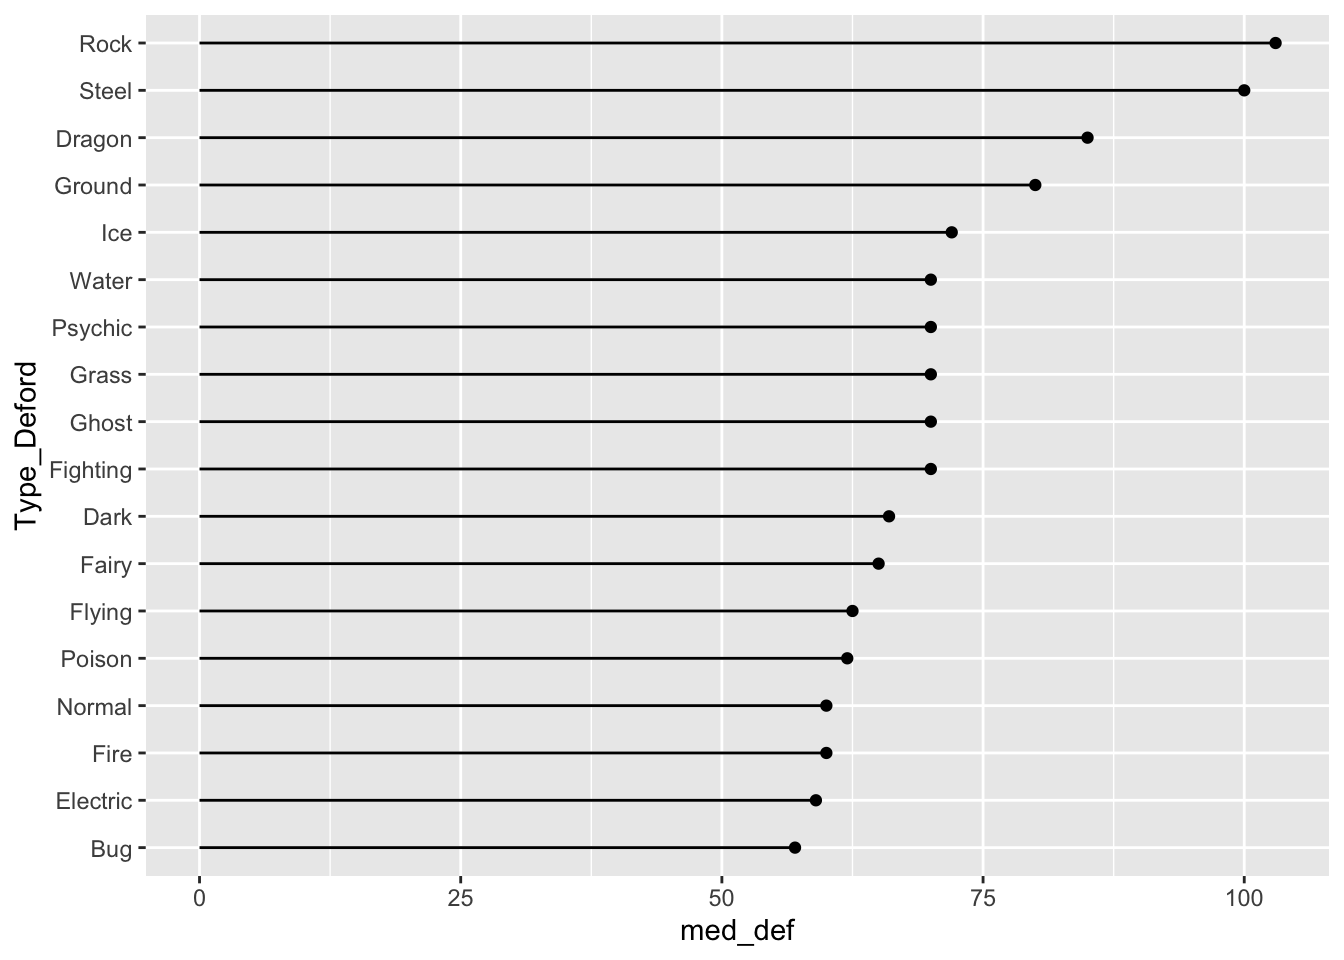 Rock
Steel
Dragon
Ground
Ice
Water
Psychic
Grass
Ghost
Fighting
Dark
Fairy
Flying
Poison
Normal
Fire
Electric
Bug
Type_Deford
0 25 50 75 100
med_def